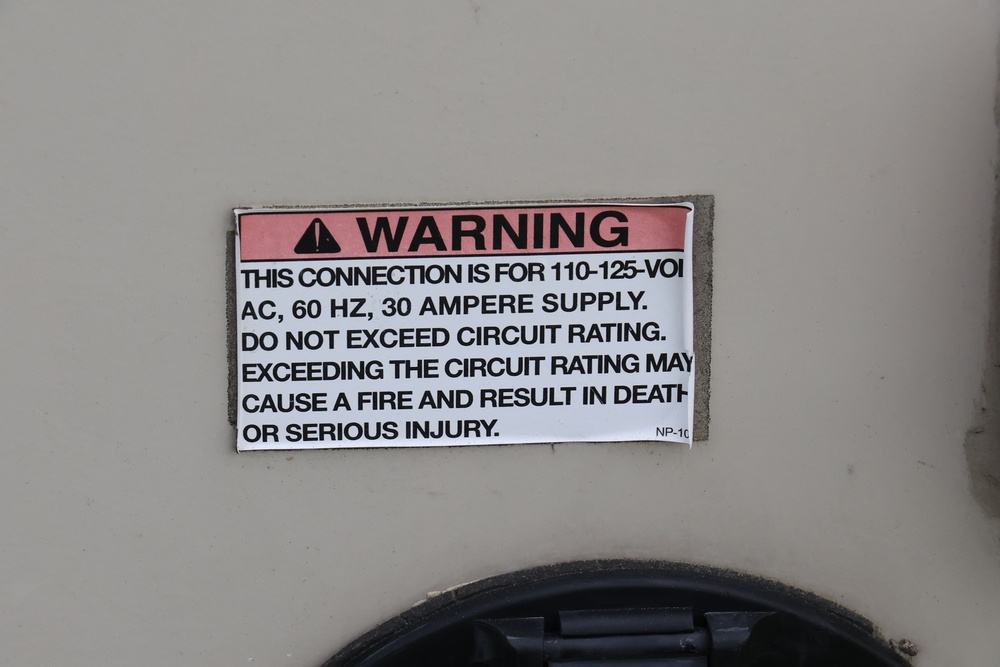 WARNING
THIS CONNECTION IS FOR 110-125-VOL
AC, 60 HZ, 30 AMPERE SUPPLY.
DO NOT EXCEED CIRCUIT RATING.
EXCEEDING THE CIRCUIT RATING MAY
CAUSE A FIRE AND RESULT IN DEATH
OR SERIOUS INJURY.
NP-10